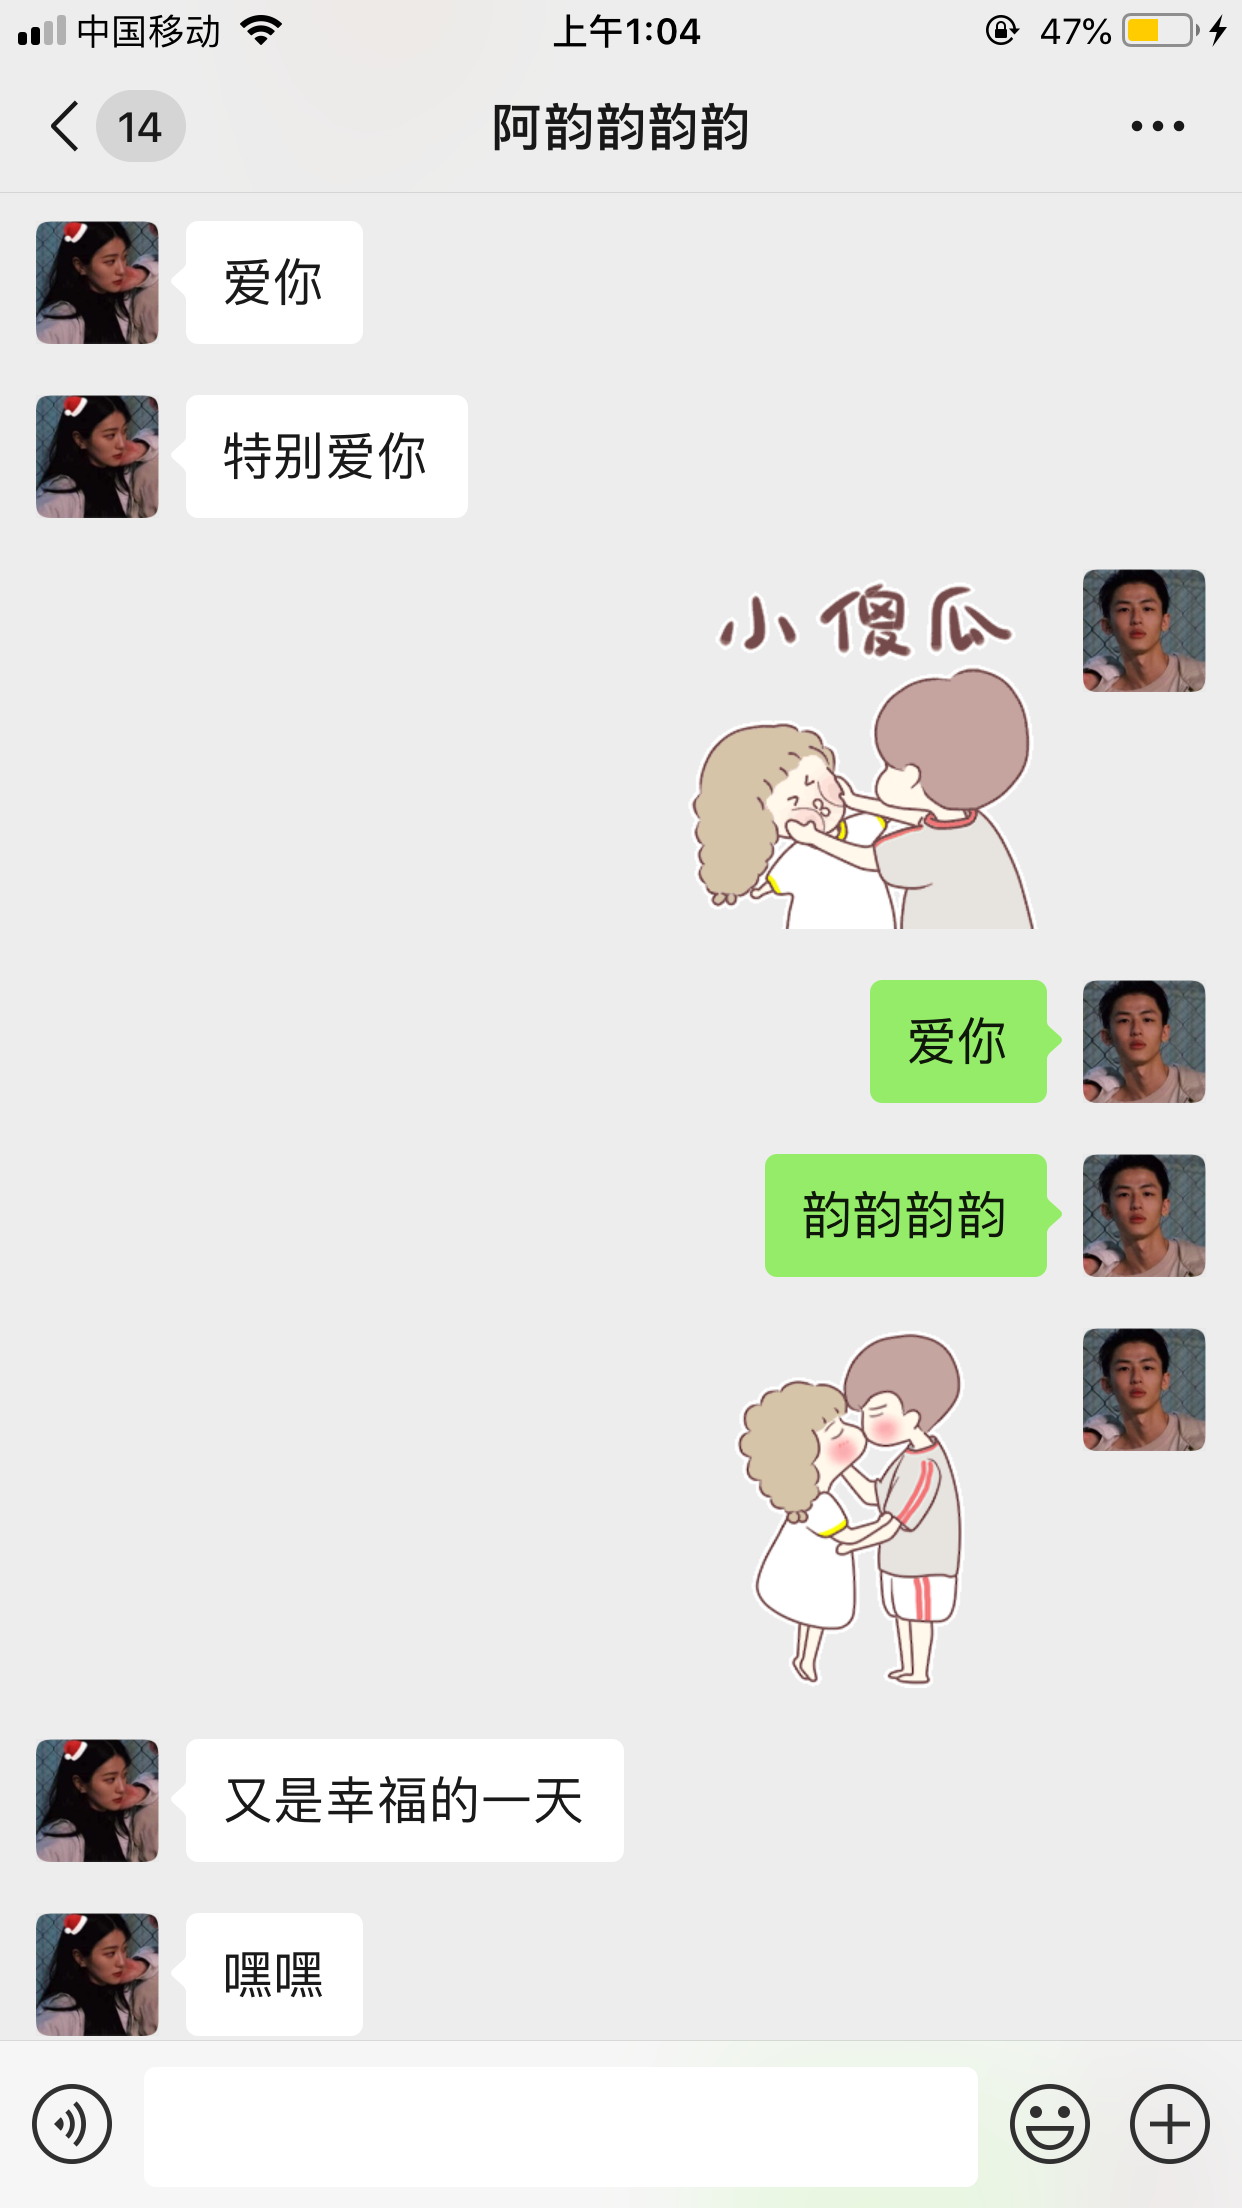 中国移动 上午1:04 47%
14 阿韵韵韵韵
爱你
特别爱你
小傻瓜
爱你
韵韵韵韵
又是幸福的一天
嘿嘿